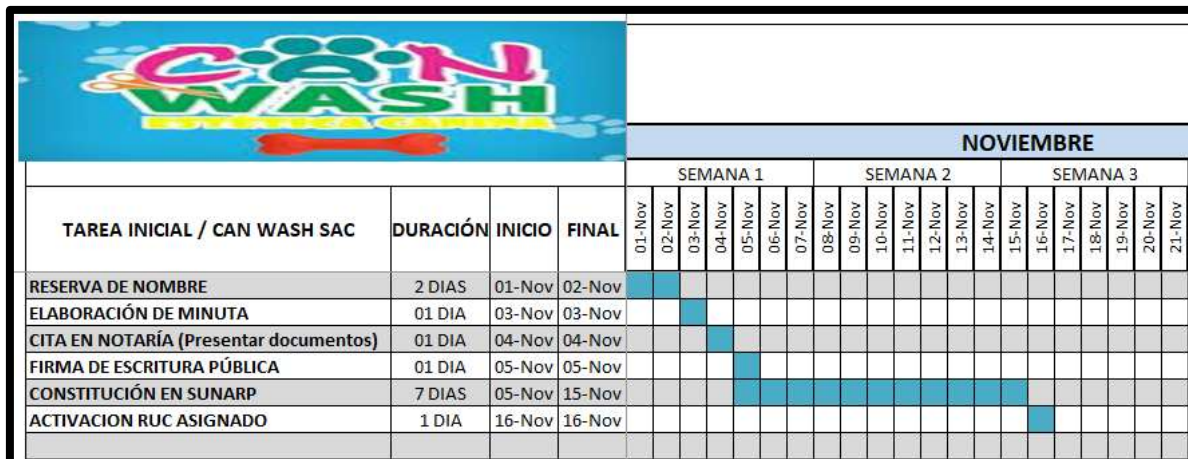 CAN
WASH
ESTÉTICA CANINA
NOVIEMBRE
SEMANA 1 SEMANA 2 SEMANA 3
TAREA INICIAL / CAN WASH SAC DURACIÓN INICIO FINAL 01-Nov 02-Nov 03-Nov 04-Nov 05-Nov 06-Nov 07-Nov 08-Nov 09-Nov 10-Nov 11-Nov 12-Nov 13-Nov 14-Nov 15-Nov 16-Nov 17-Nov 18-Nov 19-Nov 20-Nov 21-Nov
RESERVA DE NOMBRE 2 DIAS 01-Nov 02-Nov
ELABORACIÓN DE MINUTA 01 DIA 03-Nov 03-Nov
CITA EN NOTARÍA (Presentar documentos) 01 DIA 04-Nov 04-Nov
FIRMA DE ESCRITURA PÚBLICA 01 DIA 05-Nov 05-Nov
CONSTITUCIÓN EN SUNARP 7 DIAS 05-Nov 15-Nov
ACTIVACION RUC ASIGNADO 1 DIA 16-Nov 16-Nov